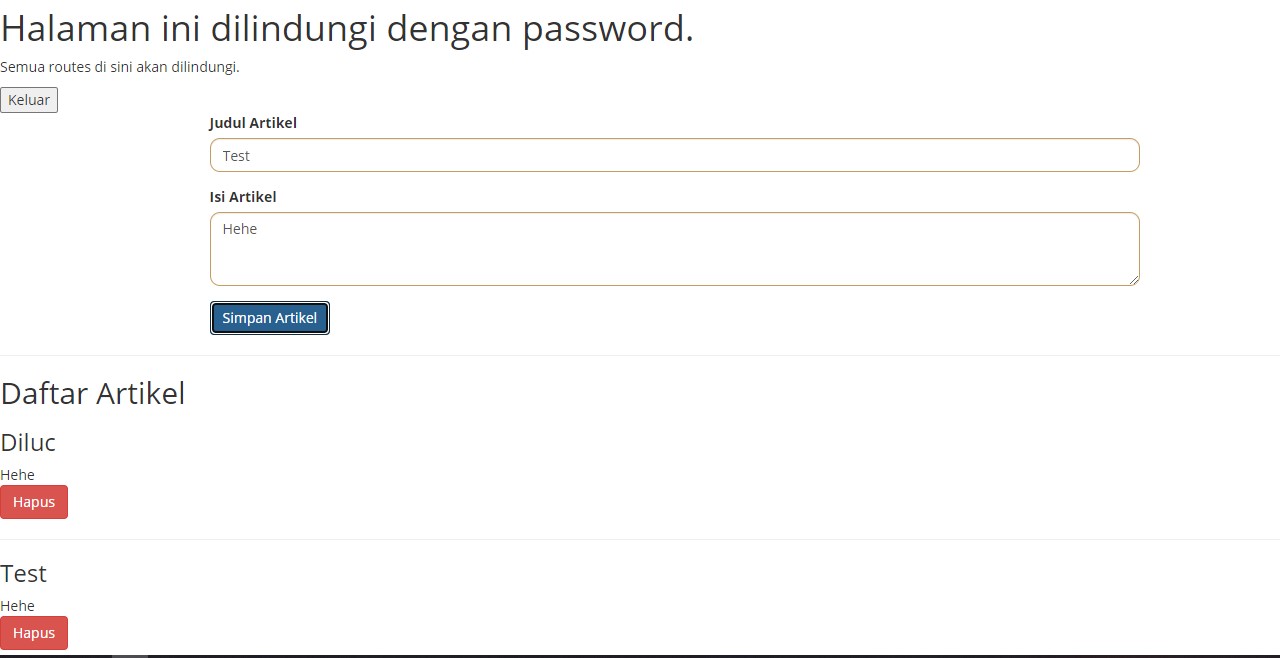 Halaman ini dilindungi dengan password.
Semua routes di sini akan dilindungi.
Keluar
Judul Artikel
Test
Isi Artikel
Hehe
Simpan Artikel
Daftar Artikel
Diluc
Hehe
Hapus
Test
Hehe
Hapus